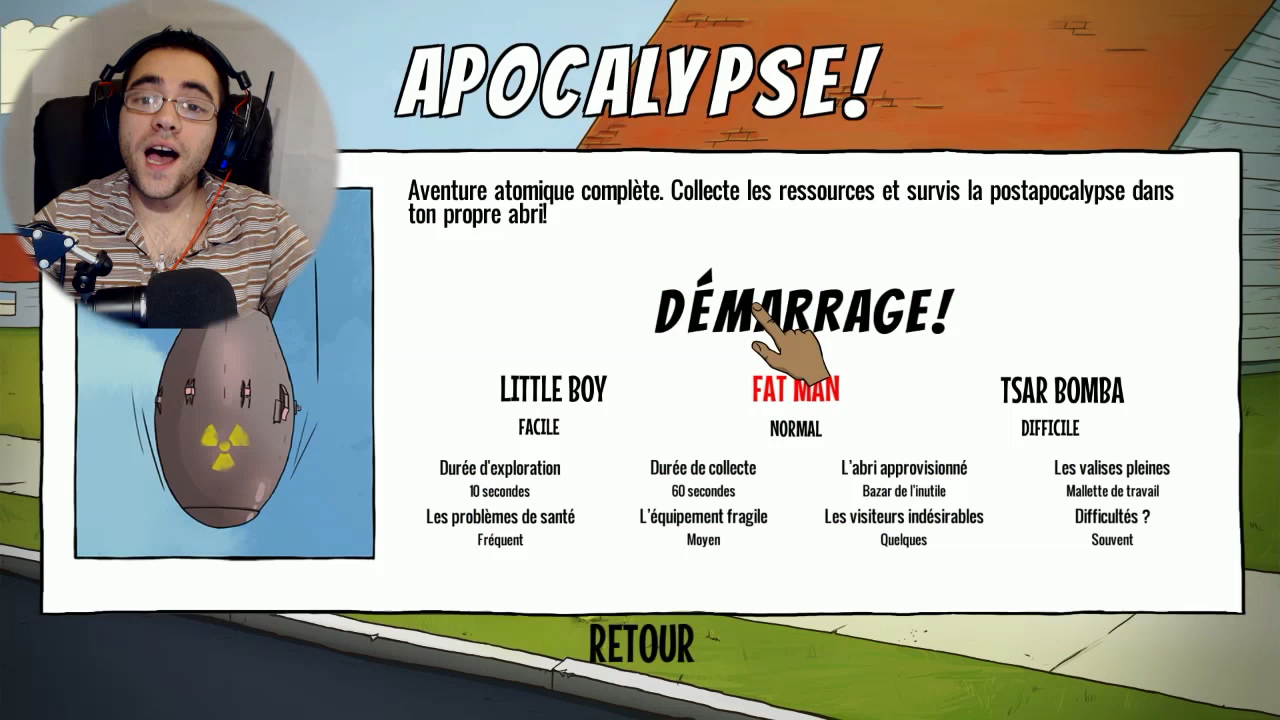 APOCALYPSE!
Aventure atomique complète. Collecte les ressources et survis la postapocalypse dans
ton propre abri!
DÉMARRAGE!
LITTLE BOY FAT MAN TSAR BOMBA
FACILE NORMAL DIFFICILE
Durée d'exploration Durée de collecte L'abri approvisionné Les valises pleines
10 secondes 60 secondes Bazar de l'inutile Mallette de travail
Les problèmes de santé L'équipement fragile Les visiteurs indésirables Difficultés ?
Fréquent Moyen Quelques Souvent
RETOUR